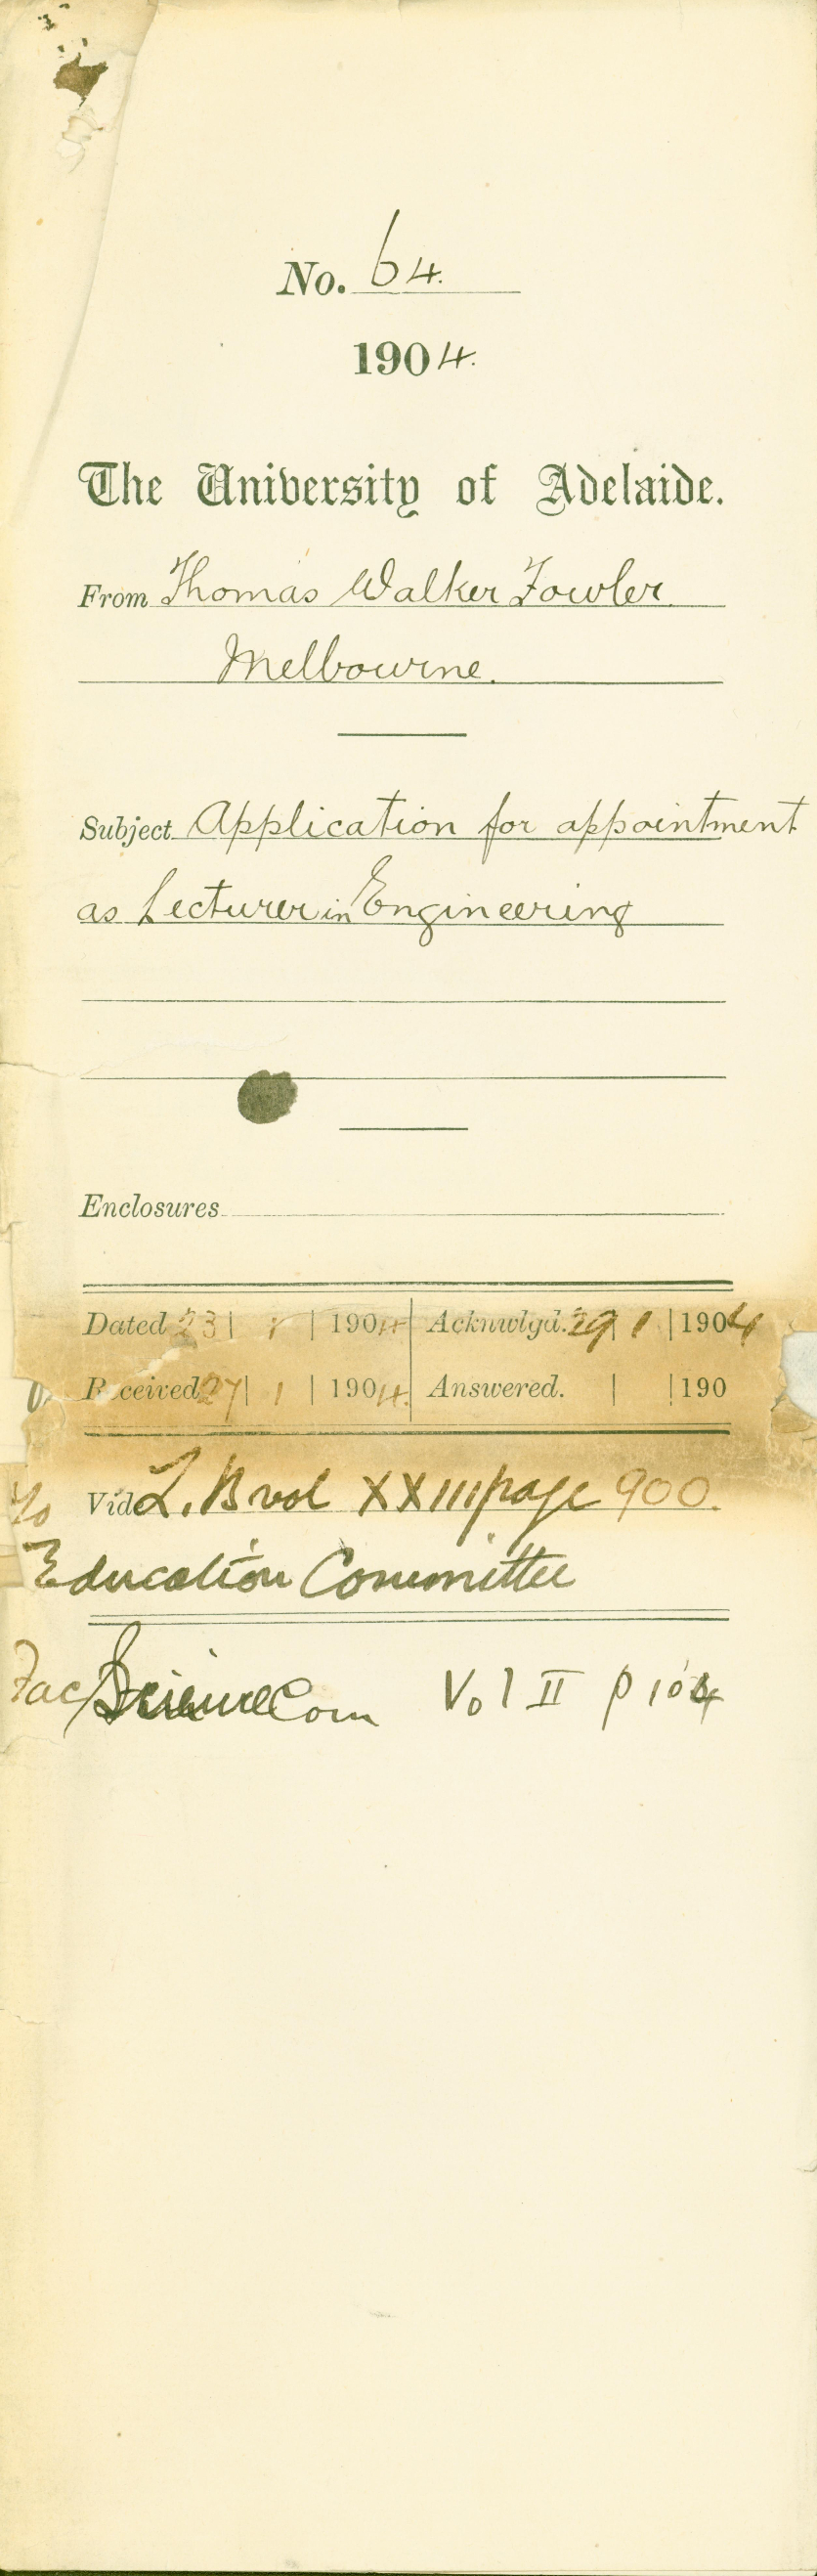 No. 64.
1904.
The University of Adelaide.
From Thomas Walker Fowler
Melbourne.
Subject Application for appointment
as Lecturer in Engineering
Enclosures
Dated 23 | 1 | 1904 | Acknwlgd. 29 | 1 | 1904
Received 27 | 1 | 1904. | Answered. | | 190
Vide L. B vol XXIII page 900.
To
Education Committee
Fac Science Com Vol II p 104